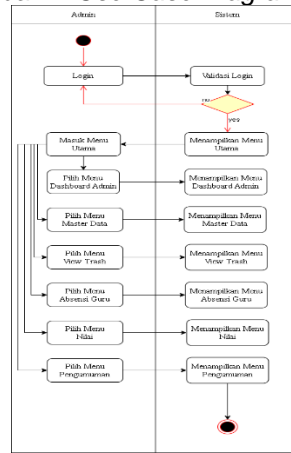 Admin
Sistem
Login
Validasi Login
yes
Masuk Menu
Utama
Menampilkan Menu
Utama
Pilih Menu
Dashboard Admin
Menampilkan Menu
Dashboard Admin
Pilih Menu
Master Data
Menampilkan Menu
Master Data
Pilih Menu
View Trash
Menampilkan Menu
View Trash
Pilih Menu
Absensi Guru
Menampilkan Menu
Absensi Guru
Pilih Menu
Nilai
Menampilkan Menu
Nilai
Pilih Menu
Pengumuman
Menampilkan Menu
Pengumuman